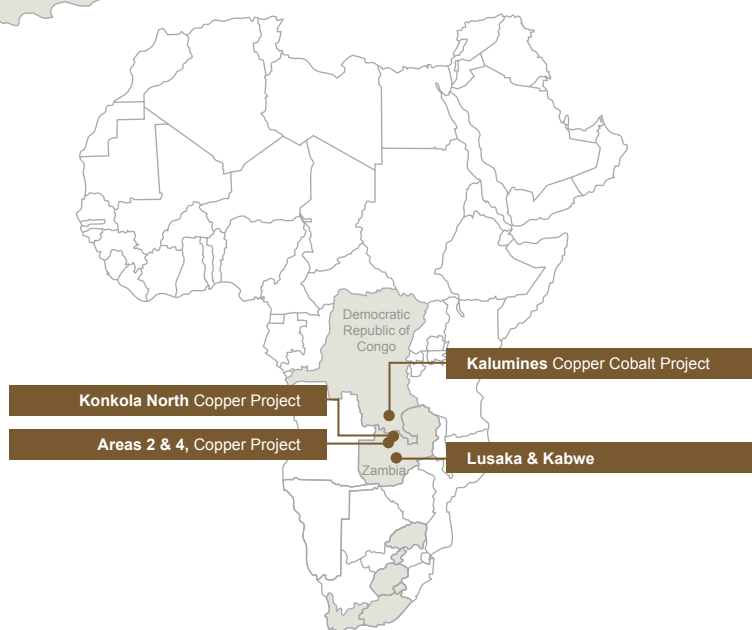 Democratic
Republic of
Congo
Kalumines Copper Cobalt Project
Konkola North Copper Project
Areas 2 & 4, Copper Project
Lusaka & Kabwe
Zambia